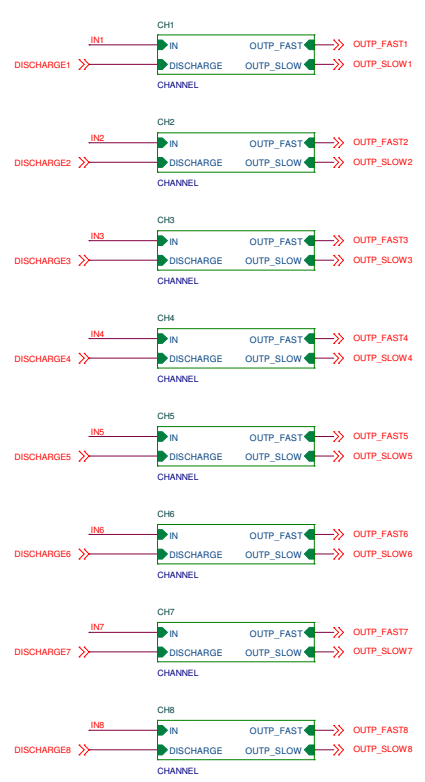 CH1
IN1 IN OUTP_FAST OUTP_FAST1
DISCHARGE1 DISCHARGE OUTP_SLOW OUTP_SLOW1
CHANNEL
CH2
IN2 IN OUTP_FAST OUTP_FAST2
DISCHARGE2 DISCHARGE OUTP_SLOW OUTP_SLOW2
CHANNEL
CH3
IN3 IN OUTP_FAST OUTP_FAST3
DISCHARGE3 DISCHARGE OUTP_SLOW OUTP_SLOW3
CHANNEL
CH4
IN4 IN OUTP_FAST OUTP_FAST4
DISCHARGE4 DISCHARGE OUTP_SLOW OUTP_SLOW4
CHANNEL
CH5
IN5 IN OUTP_FAST OUTP_FAST5
DISCHARGE5 DISCHARGE OUTP_SLOW OUTP_SLOW5
CHANNEL
CH6
IN6 IN OUTP_FAST OUTP_FAST6
DISCHARGE6 DISCHARGE OUTP_SLOW OUTP_SLOW6
CHANNEL
CH7
IN7 IN OUTP_FAST OUTP_FAST7
DISCHARGE7 DISCHARGE OUTP_SLOW OUTP_SLOW7
CHANNEL
CH8
IN8 IN OUTP_FAST OUTP_FAST8
DISCHARGE8 DISCHARGE OUTP_SLOW OUTP_SLOW8
CHANNEL